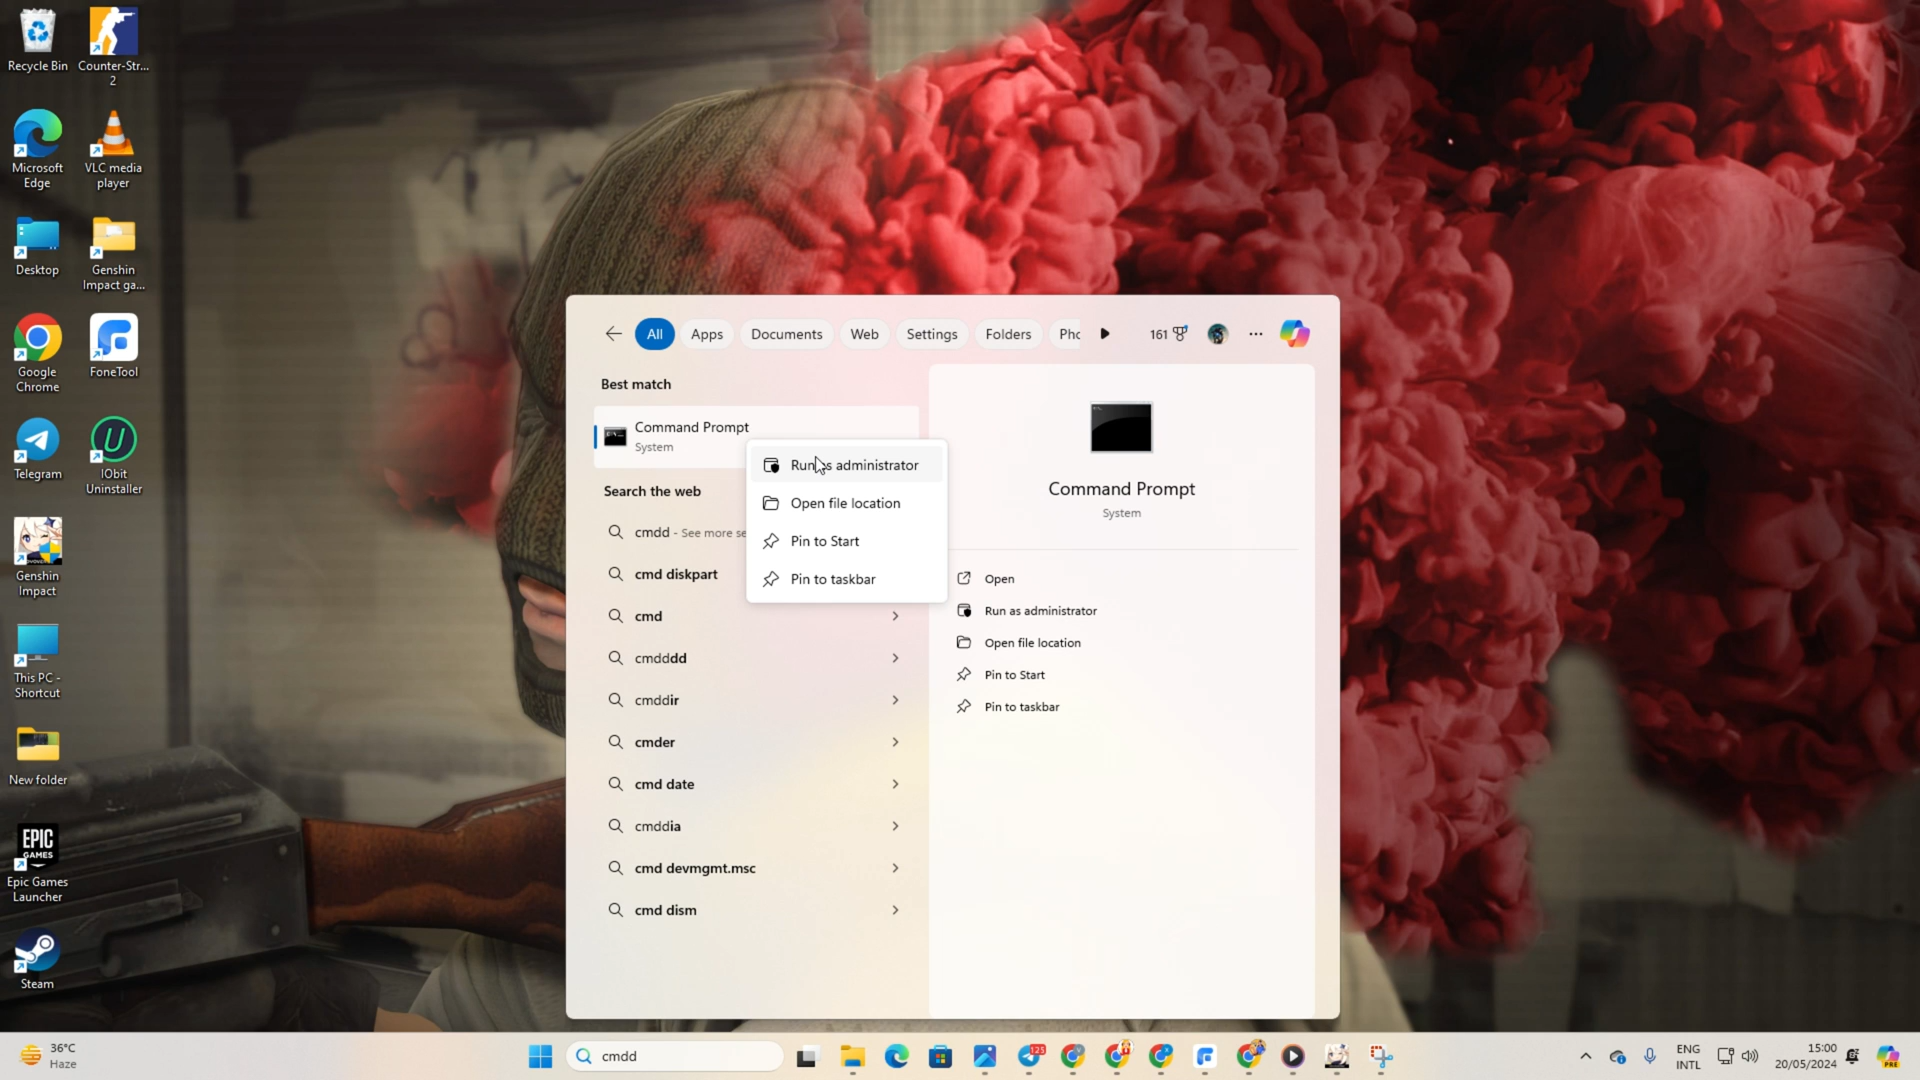 Recycle Bin
Counter-Str...
2
Microsoft
Edge
VLC media
player
Desktop
Genshin
Impact ga...
Google
Chrome
FoneTool
Telegram
IObit
Uninstaller
Genshin
Impact
This PC -
Shortcut
New folder
EPIC
GAMES
Epic Games
Launcher
Steam
All
Apps
Documents
Web
Settings
Folders
Pho
161
Best match
Command Prompt
System
Run as administrator
Open file location
Pin to Start
Pin to taskbar
Search the web
cmdd - See more se
cmd diskpart
cmd
cmdddd
cmddir
cmder
cmd date
cmddia
cmd devmgmt.msc
cmd dism
Command Prompt
System
Open
Run as administrator
Open file location
Pin to Start
Pin to taskbar
36°C
Haze
cmdd
125
ENG
INTL
15:00
20/05/2024
PRE